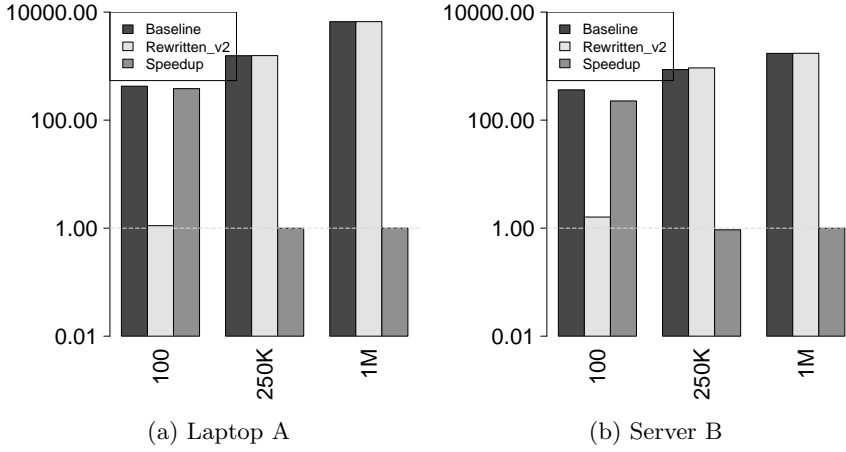 10000.00
100.00
1.00
0.01
Baseline
Rewritten_v2
Speedup
100
250K
1M
(a) Laptop A
10000.00
100.00
1.00
0.01
Baseline
Rewritten_v2
Speedup
100
250K
1M
(b) Server B